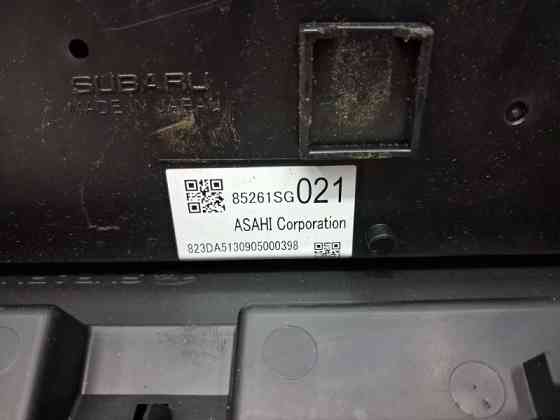 SUBARU
MADE IN JAPAN
85261SG021
ASAHI Corporation
823DA5130905000398